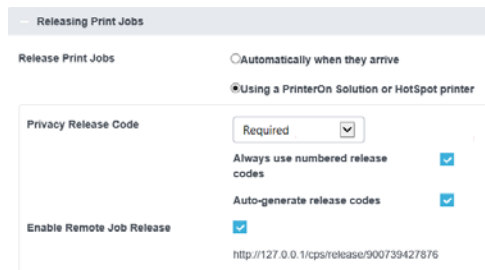 Releasing Print Jobs
Release Print Jobs
Automatically when they arrive
Using a PrinterOn Solution or HotSpot printer
Privacy Release Code
Required
Always use numbered release
codes
Auto-generate release codes
Enable Remote Job Release
http://127.0.0.1/cps/release/900739427876